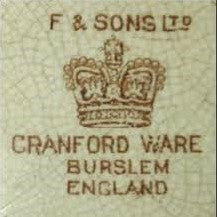 F & SONS LTD
CRANFORD WARE
BURSLEM
ENGLAND